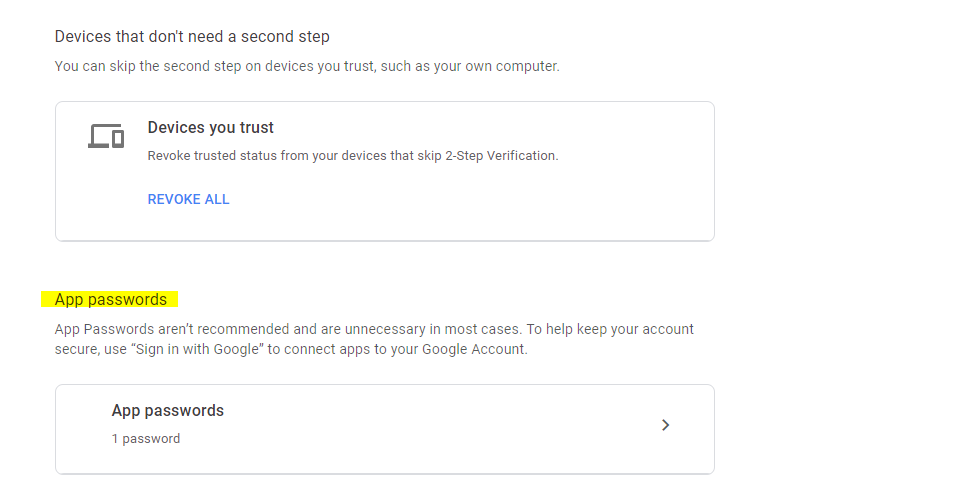 Devices that don't need a second step
You can skip the second step on devices you trust, such as your own computer.
Devices you trust
Revoke trusted status from your devices that skip 2-Step Verification.
REVOKE ALL
App passwords
App Passwords aren’t recommended and are unnecessary in most cases. To help keep your account
secure, use “Sign in with Google” to connect apps to your Google Account.
App passwords
1 password